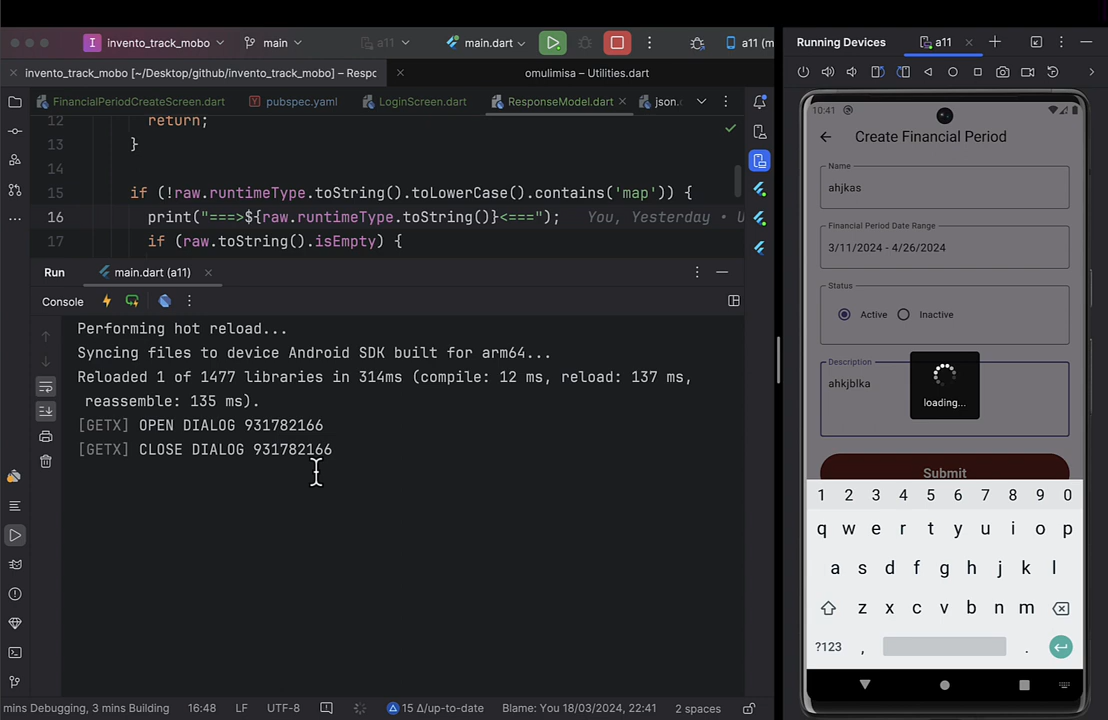 invento_track_mobo
main
a11
main.dart
a11 (m
Running Devices
a11
invento_track_mobo [~/Desktop/github/invento_track_mobo] – Respc
omulimisa – Utilities.dart
FinancialPeriodCreateScreen.dart
pubspec.yaml
LoginScreen.dart
ResponseModel.dart
json.
12 return;
13 }
14
15 if (!raw.runtimeType.toString().toLowerCase().contains('map')) {
16 print("===>${raw.runtimeType.toString()}<==="); You, Yesterday • U
17 if (raw.toString().isEmpty) {
Run
main.dart (a11)
Console
Performing hot reload...
Syncing files to device Android SDK built for arm64...
Reloaded 1 of 1477 libraries in 314ms (compile: 12 ms, reload: 137 ms,
reassemble: 135 ms).
[GETX] OPEN DIALOG 931782166
[GETX] CLOSE DIALOG 931782166
mns Debugging, 3 mins Building
16:48
LF
UTF-8
15 Δ/up-to-date
Blame: You 18/03/2024, 22:41
2 spaces
10:41
Create Financial Period
Name
ahjkas
Financial Period Date Range
3/11/2024 - 4/26/2024
Status
Active
Inactive
Description
ahkjblka
loading...
Submit
1 2 3 4 5 6 7 8 9 0
q w e r t y u i o p
a s d f g h j k l
z x c v b n m
?123 , .